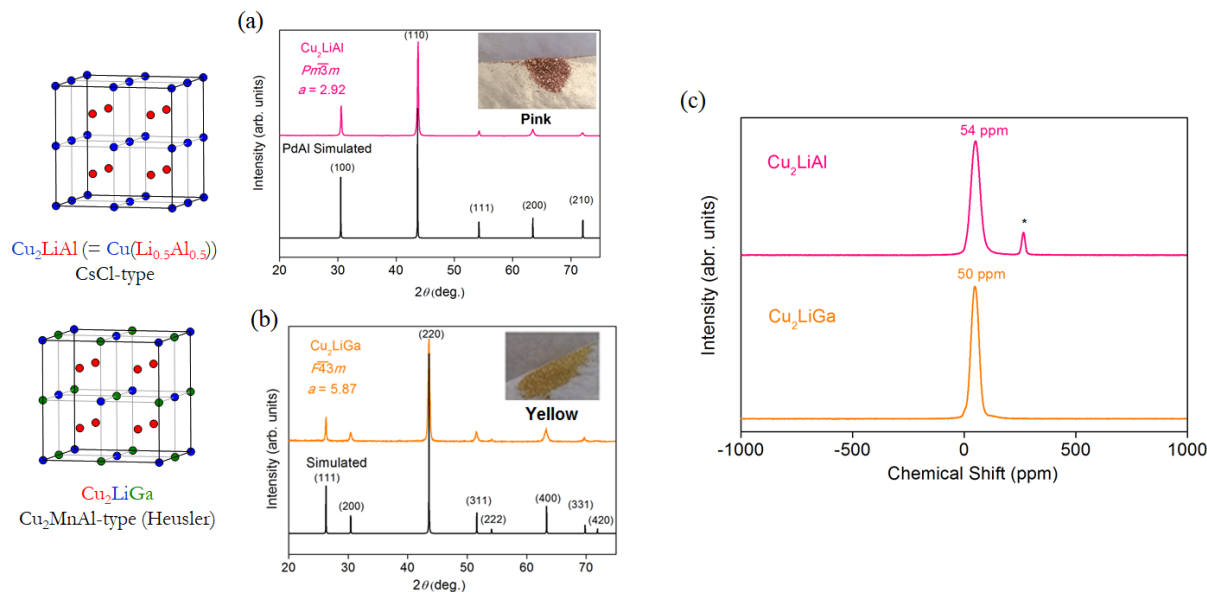 Cu₂LiAl (= Cu(Li₀.₅Al₀.₅))
CsCl-type
Cu₂LiGa
Cu₂MnAl-type (Heusler)
(a)
Cu₂LiAl
Pm3̅m
a = 2.92
(110)
Pink
PdAl Simulated
(100)
(111)
(200)
(210)
Intensity (arb. units)
20 30 40 50 60 70
2θ (deg.)
(b)
Cu₂LiGa
F4̅3m
a = 5.87
(220)
Yellow
Simulated
(111)
(200)
(311)
(222)
(400)
(331)
(420)
Intensity (arb. units)
20 30 40 50 60 70
2θ (deg.)
(c)
54 ppm
Cu₂LiAl
*
50 ppm
Cu₂LiGa
Intensity (abr. units)
-1000 -500 0 500 1000
Chemical Shift (ppm)